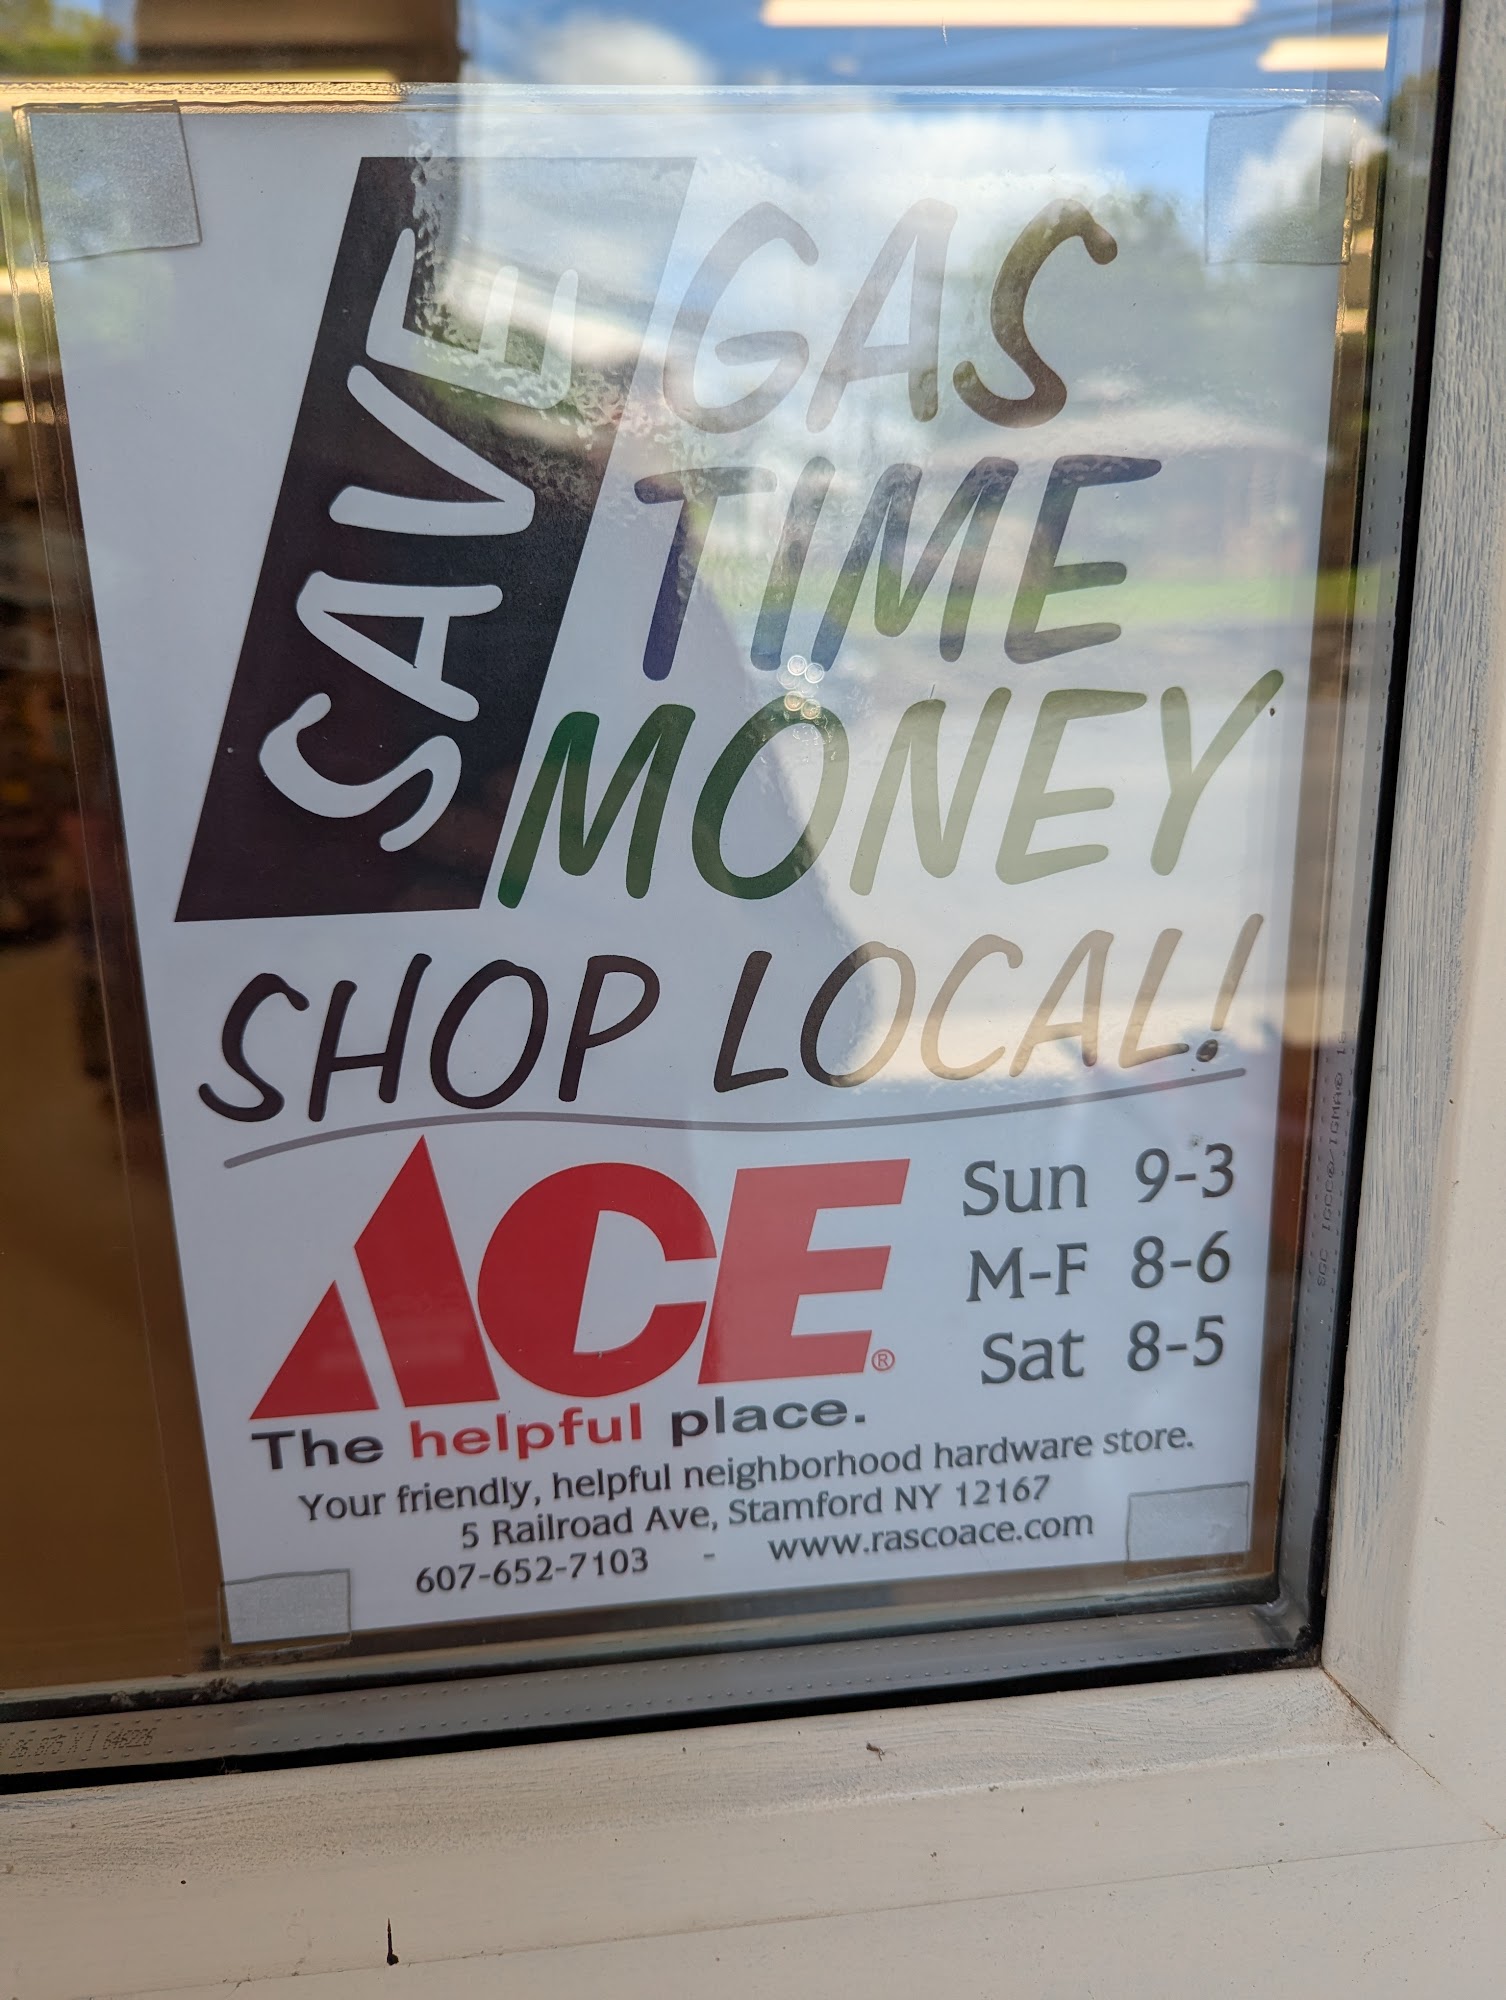 SAVE
GAS
TIME
MONEY
SHOP LOCAL!
ACE®
The helpful place.
Sun 9-3
M-F 8-6
Sat 8-5
Your friendly, helpful neighborhood hardware store.
5 Railroad Ave, Stamford NY 12167
607-652-7103 - www.rascoace.com